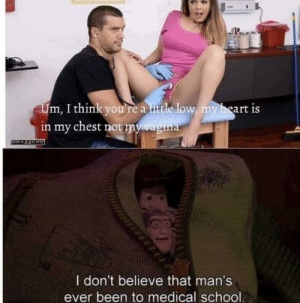 Um, I think you're a little low, my heart is
in my chest not my vagina
I don't believe that man's
ever been to medical school.